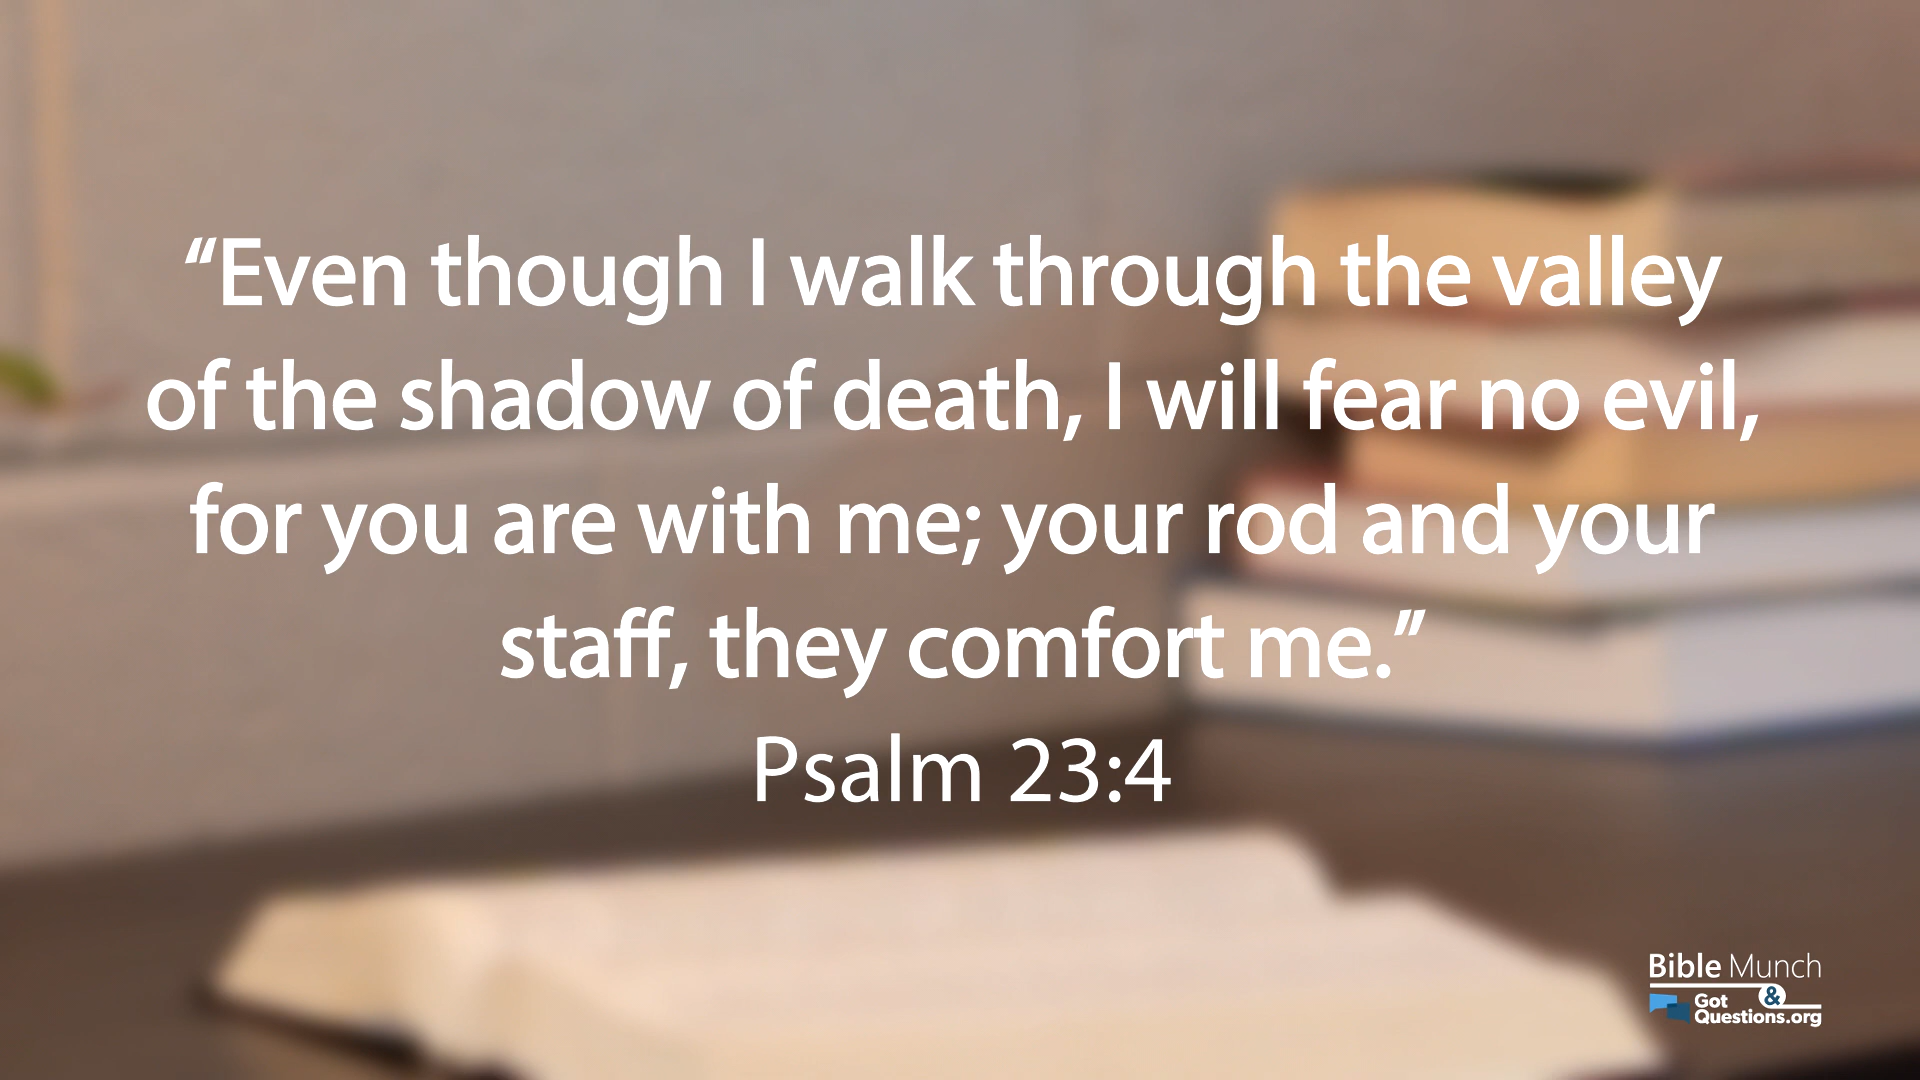 “Even though I walk through the valley
of the shadow of death, I will fear no evil,
for you are with me; your rod and your
staff, they comfort me.”
Psalm 23:4
Bible Munch
&
Got
Questions.org